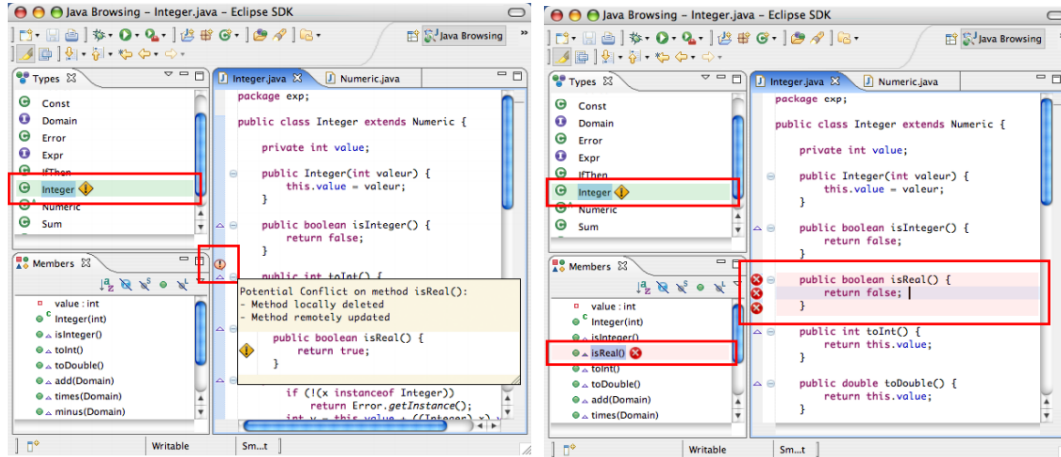 Java Browsing – Integer.java – Eclipse SDK
Java Browsing
Types
Const
Domain
Error
Expr
IfThen
Integer
Numeric
Sum
Members
value : int
Integer(int)
isInteger()
toInt()
toDouble()
add(Domain)
times(Domain)
minus(Domain)
Integer.java
Numeric.java
package exp;
public class Integer extends Numeric {
private int value;
public Integer(int valeur) {
this.value = valeur;
}
public boolean isInteger() {
return false;
}
public int toInt() {
Potential Conflict on method isReal():
- Method locally deleted
- Method remotely updated
public boolean isReal() {
return true;
}
if (!(x instanceof Integer))
return Error.getInstance();
int v = this.value + ((Integer) x)
Writable
Sm...t
Java Browsing – Integer.java – Eclipse SDK
Java Browsing
Types
Const
Domain
Error
Expr
IfThen
Integer
Numeric
Sum
Members
value : int
Integer(int)
isInteger()
isReal()
toInt()
toDouble()
add(Domain)
times(Domain)
Integer.java
Numeric.java
package exp;
public class Integer extends Numeric {
private int value;
public Integer(int valeur) {
this.value = valeur;
}
public boolean isInteger() {
return false;
}
public boolean isReal() {
return false;
}
public int toInt() {
return this.value;
}
public double toDouble() {
return this.value;
}
Writable
Sm...t